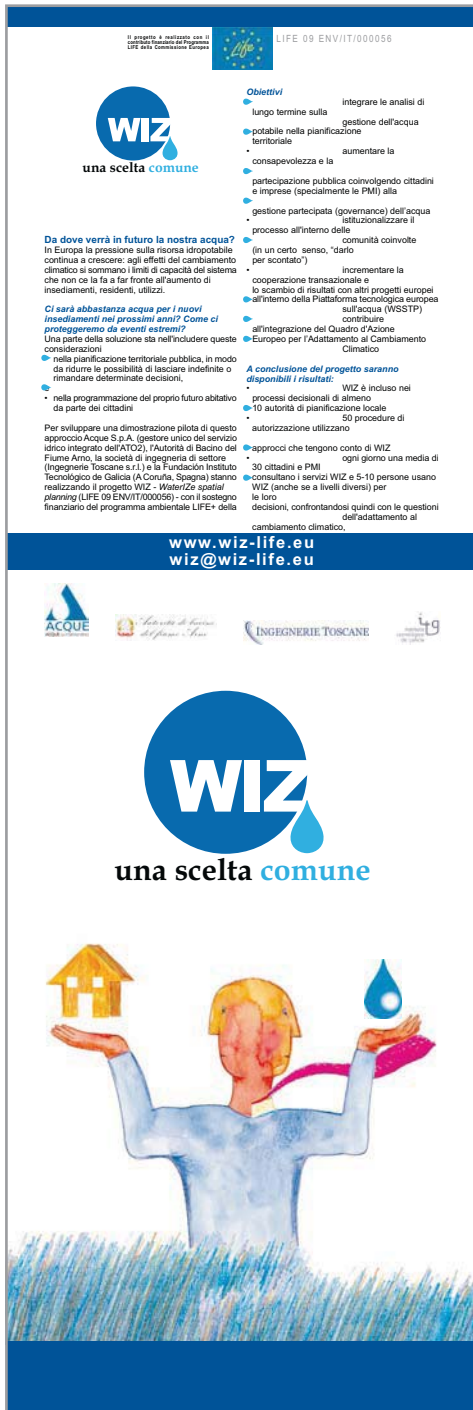 Il progetto è realizzato con il
contributo finanziario del Programma
LIFE della Commissione Europea
Life
LIFE 09 ENV/IT/000056
WIZ
una scelta comune
Da dove verrà in futuro la nostra acqua?
In Europa la pressione sulla risorsa idropotabile
continua a crescere: agli effetti del cambiamento
climatico si sommano i limiti di capacità del sistema
che non ce la fa a far fronte all'aumento di
insediamenti, residenti, utilizzi.
Ci sarà abbastanza acqua per i nuovi
insediamenti nei prossimi anni? Come ci
proteggeremo da eventi estremi?
Una parte della soluzione sta nell'includere queste
considerazioni
nella pianificazione territoriale pubblica, in modo
da ridurre le possibilità di lasciare indefinite o
rimandare determinate decisioni,
e
• nella programmazione del proprio futuro abitativo
da parte dei cittadini
Per sviluppare una dimostrazione pilota di questo
approccio Acque S.p.A. (gestore unico del servizio
idrico integrato dell'ATO2), l'Autorità di Bacino del
Fiume Arno, la società di ingegneria di settore
(Ingegnerie Toscane s.r.l.) e la Fundación Instituto
Tecnológico de Galicia (A Coruña, Spagna) stanno
realizzando il progetto WIZ - WaterIZe spatial
planning (LIFE 09 ENV/IT/000056) - con il sostegno
finanziario del programma ambientale LIFE+ della
Obiettivi
integrare le analisi di
lungo termine sulla
gestione dell'acqua
potabile nella pianificazione
territoriale
• aumentare la
consapevolezza e la
partecipazione pubblica coinvolgendo cittadini
e imprese (specialmente le PMI) alla
gestione partecipata (governance) dell'acqua
• istituzionalizzare il
processo all'interno delle
comunità coinvolte
(in un certo senso, "darlo
per scontato")
• incrementare la
cooperazione transazionale e
lo scambio di risultati con altri progetti europei
all'interno della Piattaforma tecnologica europea
sull'acqua (WSSTP)
contribuire
all'integrazione del Quadro d'Azione
Europeo per l'Adattamento al Cambiamento
Climatico
A conclusione del progetto saranno
disponibili i risultati:
• WIZ è incluso nei
processi decisionali di almeno
10 autorità di pianificazione locale
• 50 procedure di
autorizzazione utilizzano
approcci che tengono conto di WIZ
• ogni giorno una media di
30 cittadini e PMI
consultano i servizi WIZ e 5-10 persone usano
WIZ (anche se a livelli diversi) per
le loro
decisioni, confrontandosi quindi con le questioni
dell'adattamento al
cambiamento climatico,
www.wiz-life.eu
wiz@wiz-life.eu
ACQUE
Autorità di bacino
del fiume Arno
INGEGNERIE TOSCANE
itg
WIZ
una scelta comune